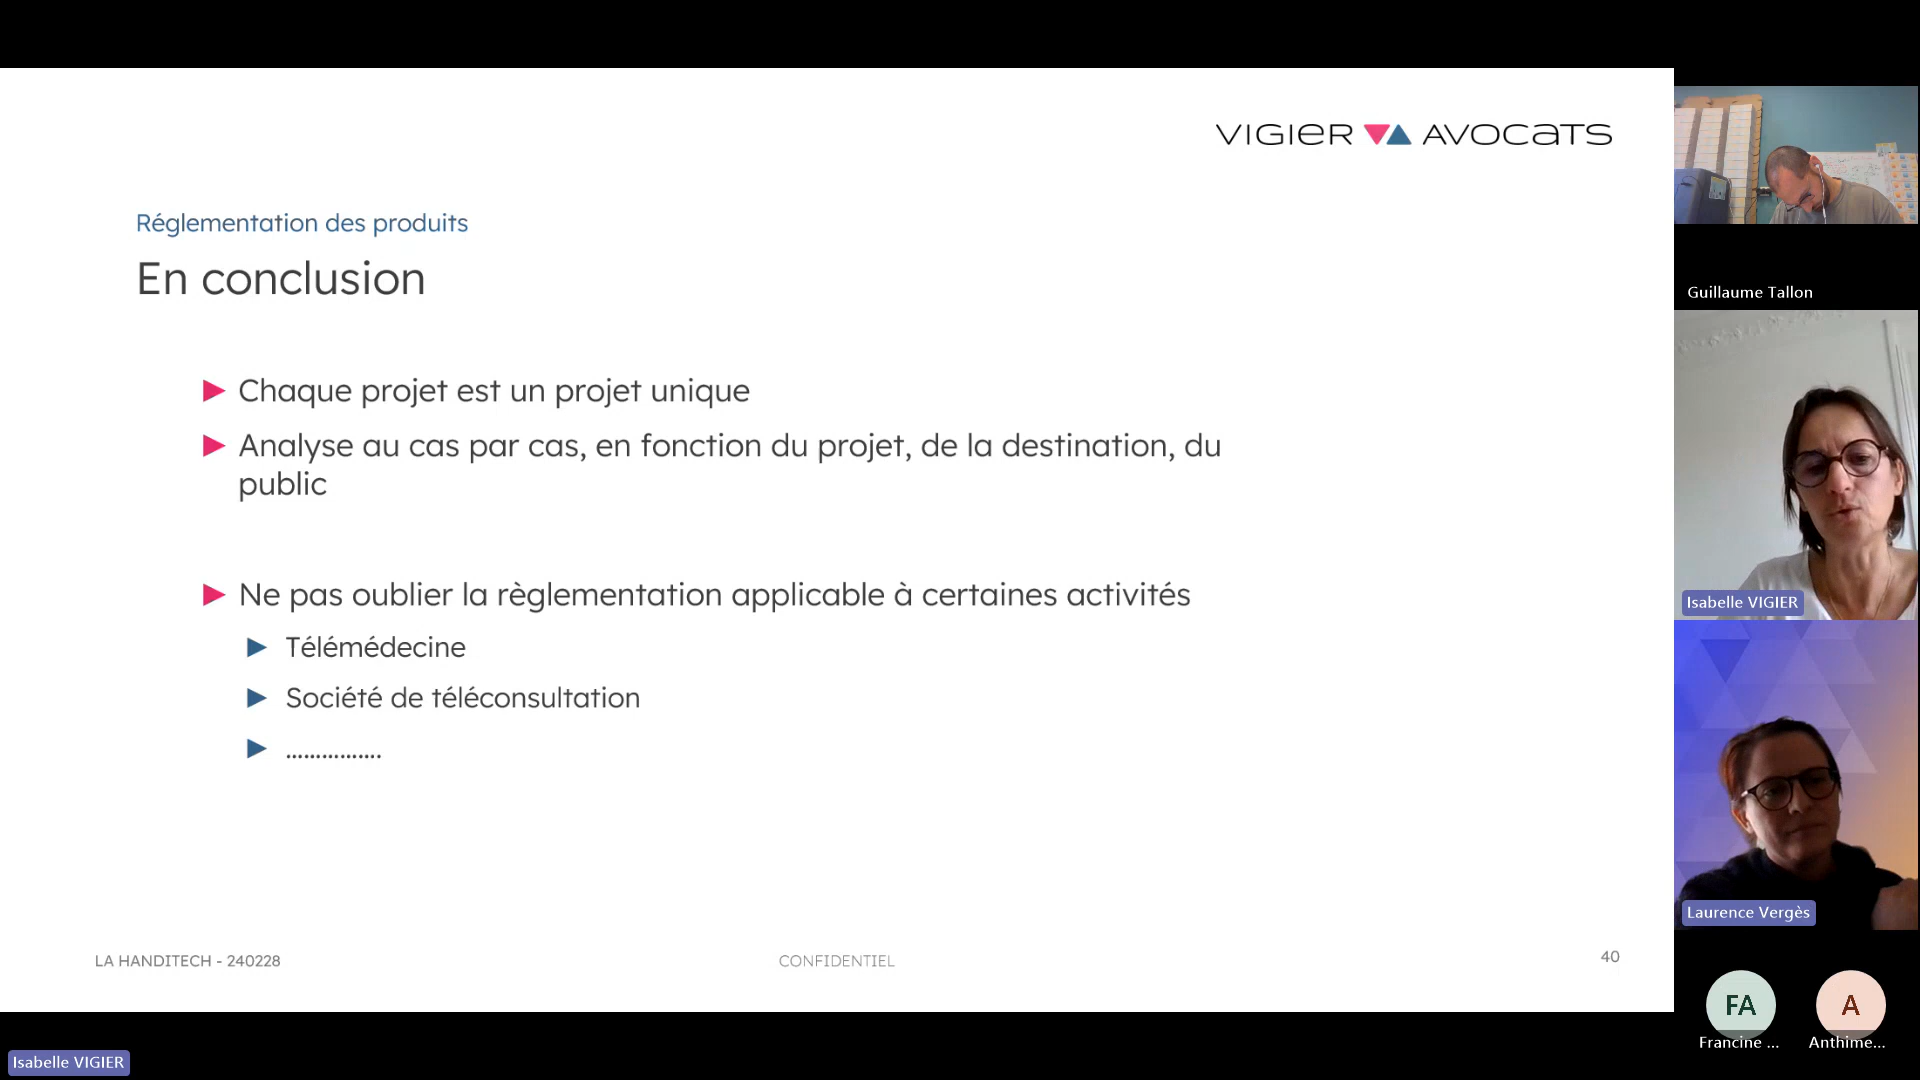 VIGIER AVOCATS
Réglementation des produits
En conclusion
Chaque projet est un projet unique
Analyse au cas par cas, en fonction du projet, de la destination, du
public
Ne pas oublier la règlementation applicable à certaines activités
Télémédecine
Société de téléconsultation
................
LA HANDITECH - 240228
CONFIDENTIEL
40
Guillaume Tallon
Isabelle VIGIER
Laurence Vergès
FA
A
Francine ...
Anthime...
Isabelle VIGIER